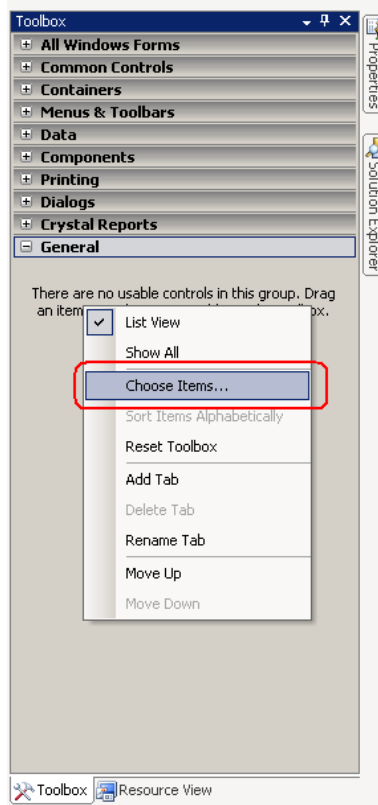 Toolbox
All Windows Forms
Common Controls
Containers
Menus & Toolbars
Data
Components
Printing
Dialogs
Crystal Reports
General
There are no usable controls in this group. Drag
an item
List View
Show All
Choose Items...
Sort Items Alphabetically
Reset Toolbox
Add Tab
Delete Tab
Rename Tab
Move Up
Move Down
Toolbox
Resource View
Properties
Solution Explorer